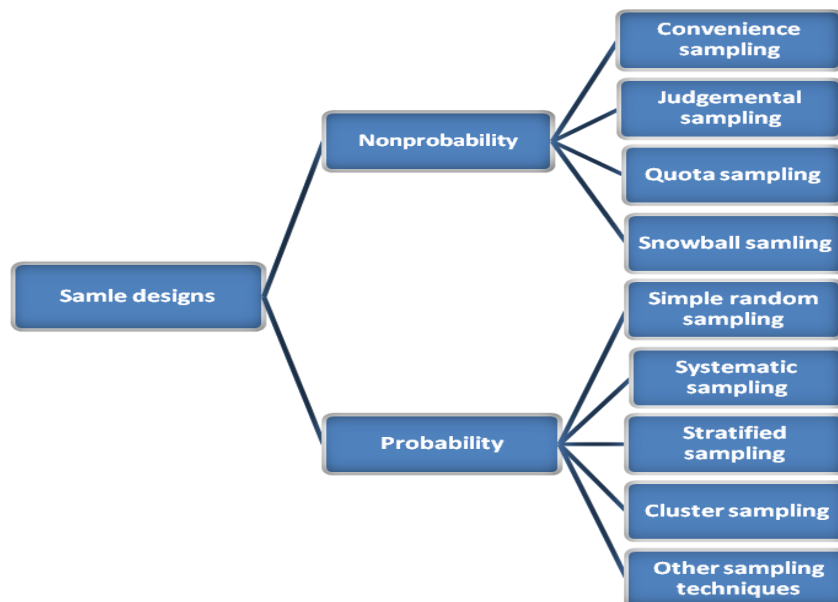 Convenience
sampling
Judgemental
sampling
Nonprobability
Quota sampling
Snowball samling
Samle designs
Simple random
sampling
Systematic
sampling
Probability
Stratified
sampling
Cluster sampling
Other sampling
techniques